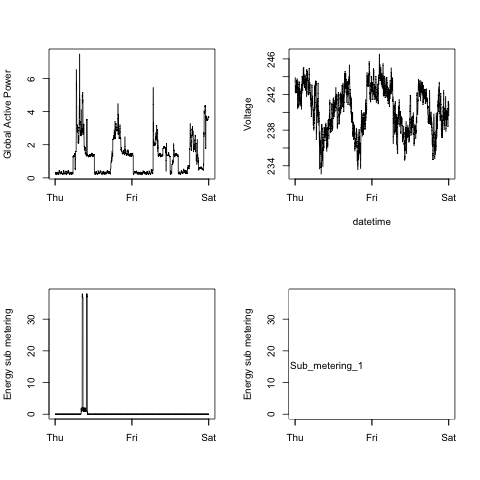 Global Active Power
6
4
2
0
Thu Fri Sat
Voltage
246
242
238
234
Thu Fri Sat
datetime
Energy sub metering
30
20
10
0
Thu Fri Sat
Energy sub metering
30
20
10
0
Sub_metering_1
Thu Fri Sat